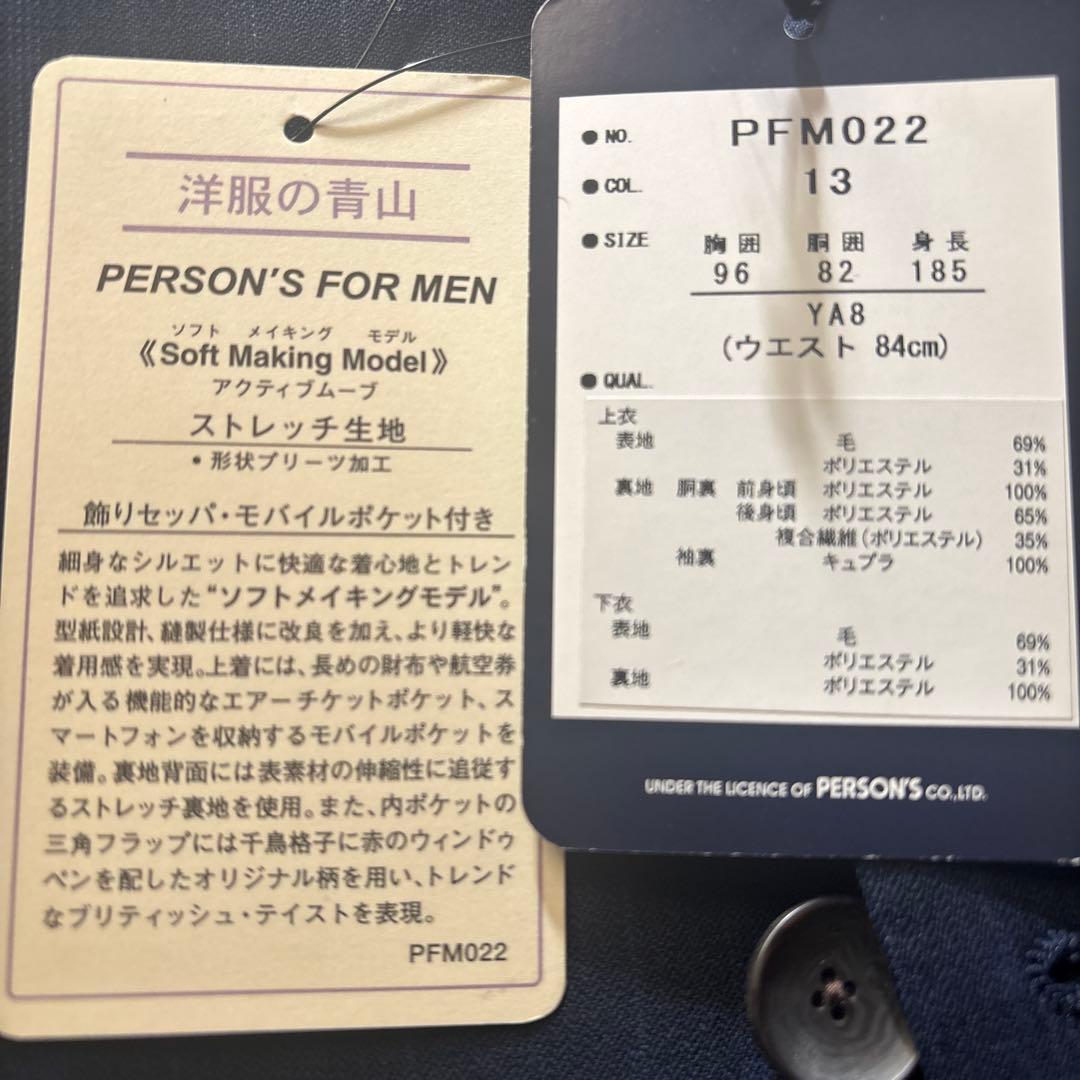 洋服の青山
PERSON'S FOR MEN
ソフト メイキング モデル
《Soft Making Model》
アクティブムーブ
ストレッチ生地
・形状プリーツ加工
飾りセッパ・モバイルポケット付き
細身なシルエットに快適な着心地とトレン
ドを追求した“ソフトメイキングモデル”。
型紙設計、縫製仕様に改良を加え、より軽快な
着用感を実現。上着には、長めの財布や航空券
が入る機能的なエアーチケットポケット、ス
マートフォンを収納するモバイルポケットを
装備。裏地背面には表素材の伸縮性に追従す
るストレッチ裏地を使用。また、内ポケットの
三角フラップには千鳥格子に赤のウィンドゥ
ペンを配したオリジナル柄を用い、トレンド
なブリティッシュ・テイストを表現。
PFM022
● NO. PFM022
● COL. 13
● SIZE 胸囲 胴囲 身長
96 82 185
YA8
(ウエスト 84cm)
● QUAL.
上衣
表地 毛 69%
ポリエステル 31%
裏地 胴裏 前身頃 ポリエステル 100%
後身頃 ポリエステル 65%
複合繊維(ポリエステル) 35%
袖裏 キュプラ 100%
下衣
表地 毛 69%
ポリエステル 31%
裏地 ポリエステル 100%
UNDER THE LICENCE OF PERSON'S CO.,LTD.